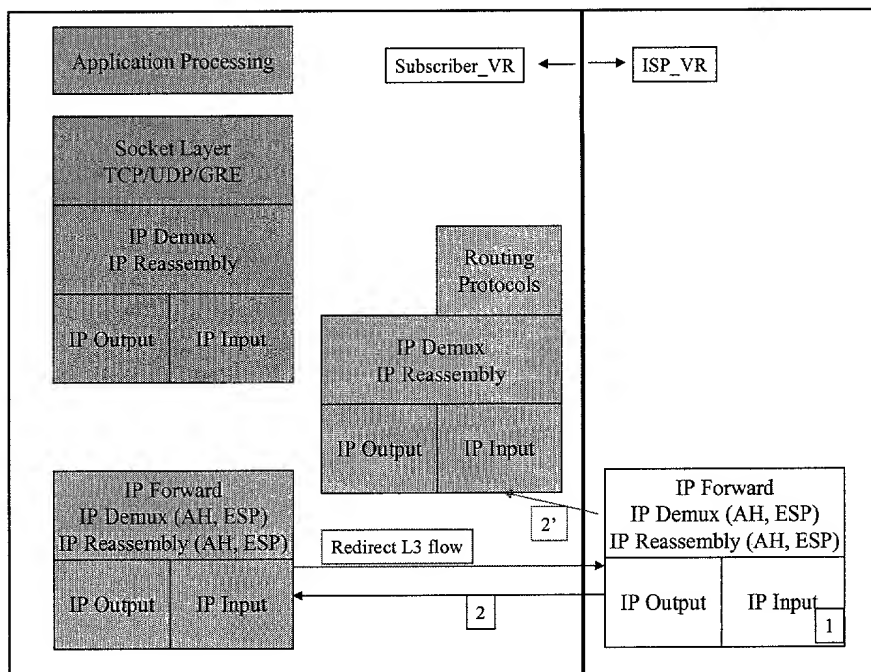 Application Processing
Subscriber_VR
ISP_VR
Socket Layer
TCP/UDP/GRE
IP Demux
IP Reassembly
IP Output
IP Input
Routing
Protocols
IP Demux
IP Reassembly
IP Output
IP Input
IP Forward
IP Demux (AH, ESP)
IP Reassembly (AH, ESP)
IP Output
IP Input
Redirect L3 flow
2
2’
IP Forward
IP Demux (AH, ESP)
IP Reassembly (AH, ESP)
IP Output
IP Input
1